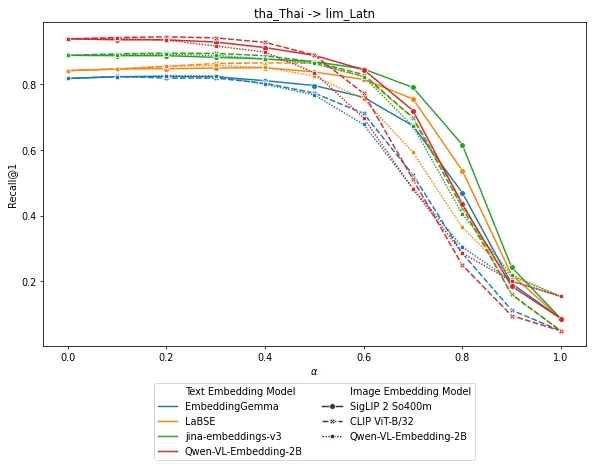 tha_Thai -> lim_Latn
Recall@1
0.8
0.6
0.4
0.2
0.0 0.2 0.4 0.6 0.8 1.0
α
Text Embedding Model
EmbeddingGemma
LaBSE
jina-embeddings-v3
Qwen-VL-Embedding-2B
Image Embedding Model
SigLIP 2 So400m
CLIP ViT-B/32
Qwen-VL-Embedding-2B